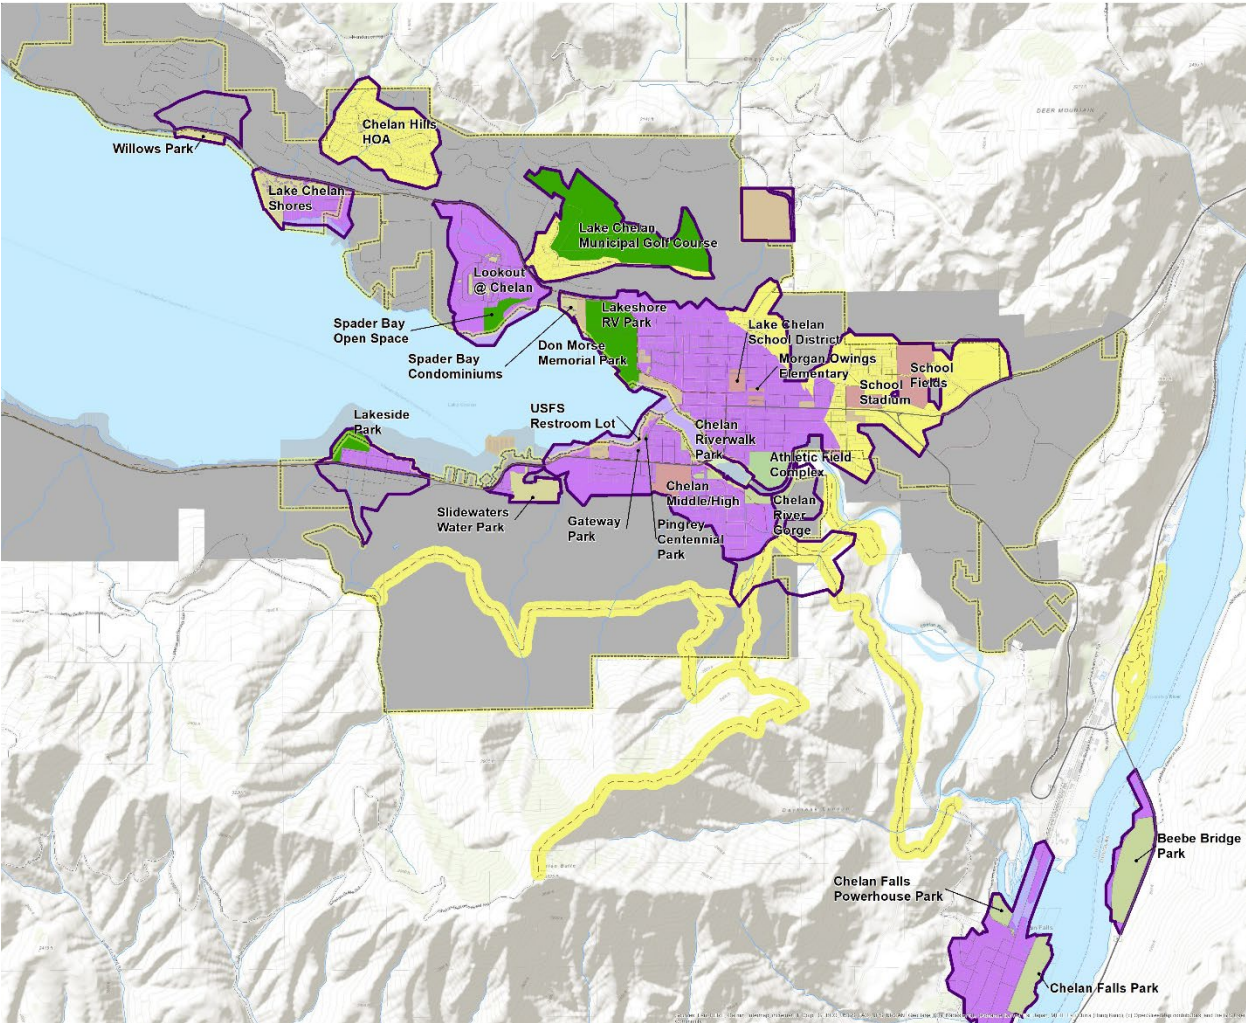 DEER MOUNTAIN
Chelan Hills
HOA
Willows Park
Lake Chelan
Shores
Lake Chelan
Municipal Golf Course
Lookout
@ Chelan
Lakeshore
RV Park
Spader Bay
Open Space
Lake Chelan
School District
Don Morse
Memorial Park
Spader Bay
Condominiums
Morgan Owings
Elementary
School
Fields
School
Stadium
USFS
Restroom Lot
Lakeside
Park
Chelan
Riverwalk
Park
Athletic Field
Complex
Chelan
Middle/High
Chelan
River
Gorge
Slidewaters
Water Park
Gateway
Park
Pingrey
Centennial
Park
Beebe Bridge
Park
Chelan Falls
Powerhouse Park
Chelan Falls Park